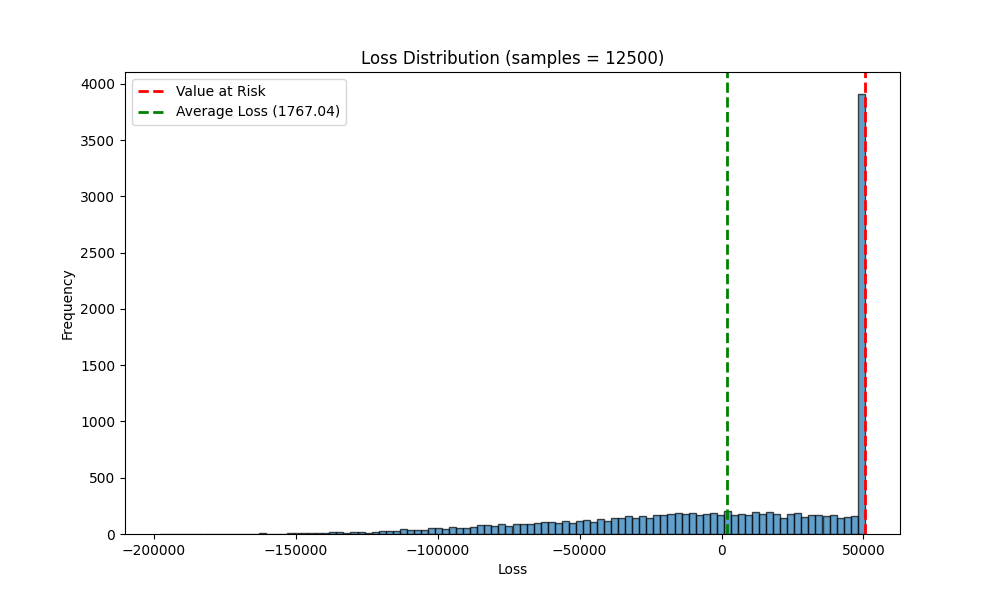 Loss Distribution (samples = 12500)
Value at Risk
Average Loss (1767.04)
4000
3500
3000
2500
2000
1500
1000
500
0
Frequency
−200000 −150000 −100000 −50000 0 50000
Loss